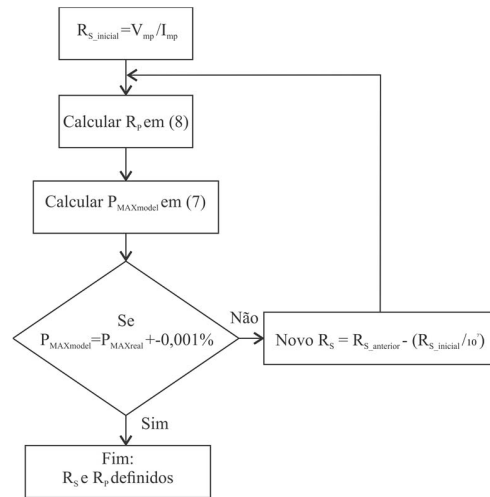 R_S_inicial=V_mp/I_mp
Calcular R_P em (8)
Calcular P_MAXmodel em (7)
Se
P_MAXmodel=P_MAXreal+-0,001%
Não
Novo R_S = R_S_anterior - (R_S_inicial/10⁷)
Sim
Fim:
R_S e R_P definidos